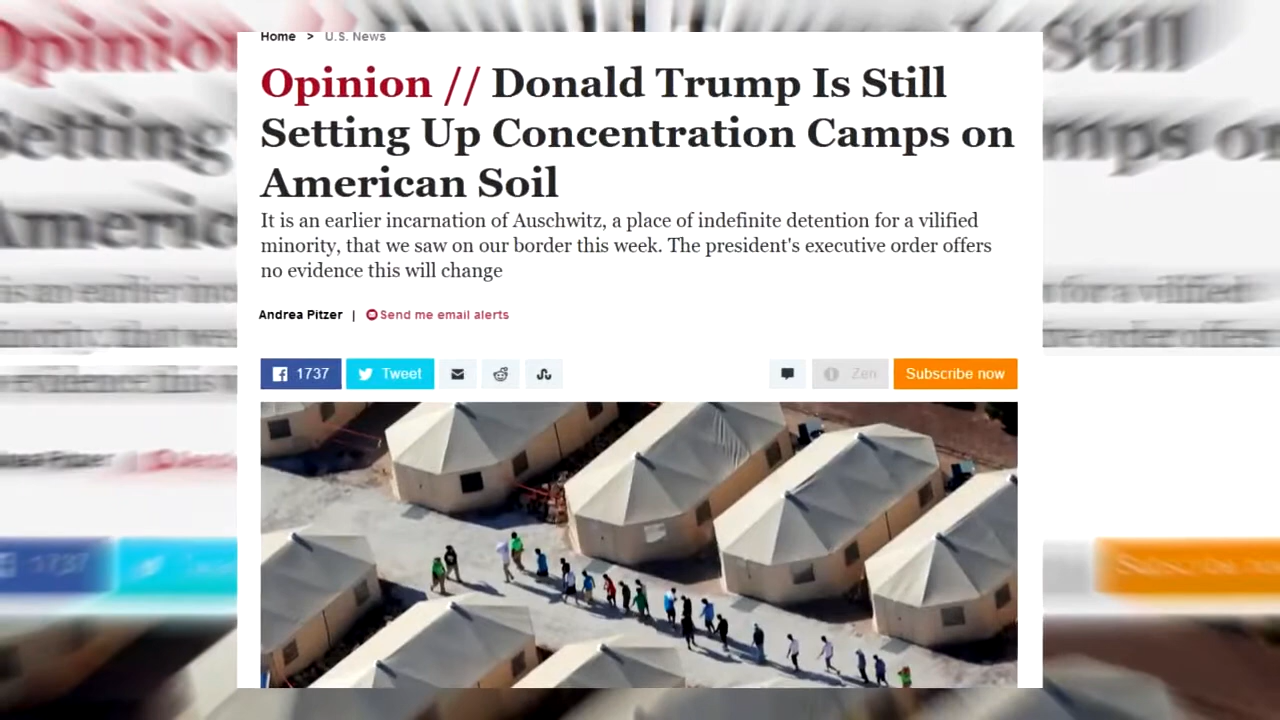 Home > U.S. News
Opinion // Donald Trump Is Still
Setting Up Concentration Camps on
American Soil
It is an earlier incarnation of Auschwitz, a place of indefinite detention for a vilified
minority, that we saw on our border this week. The president's executive order offers
no evidence this will change
Andrea Pitzer | Send me email alerts
1737 Tweet Zen Subscribe now